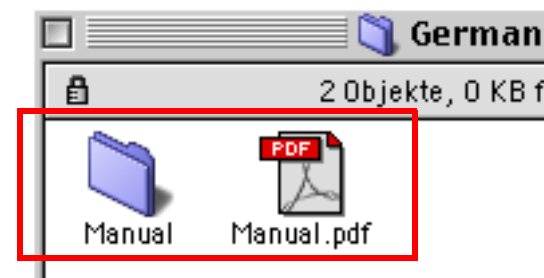 German
2 Objekte, 0 KB f
PDF
Manual
Manual.pdf